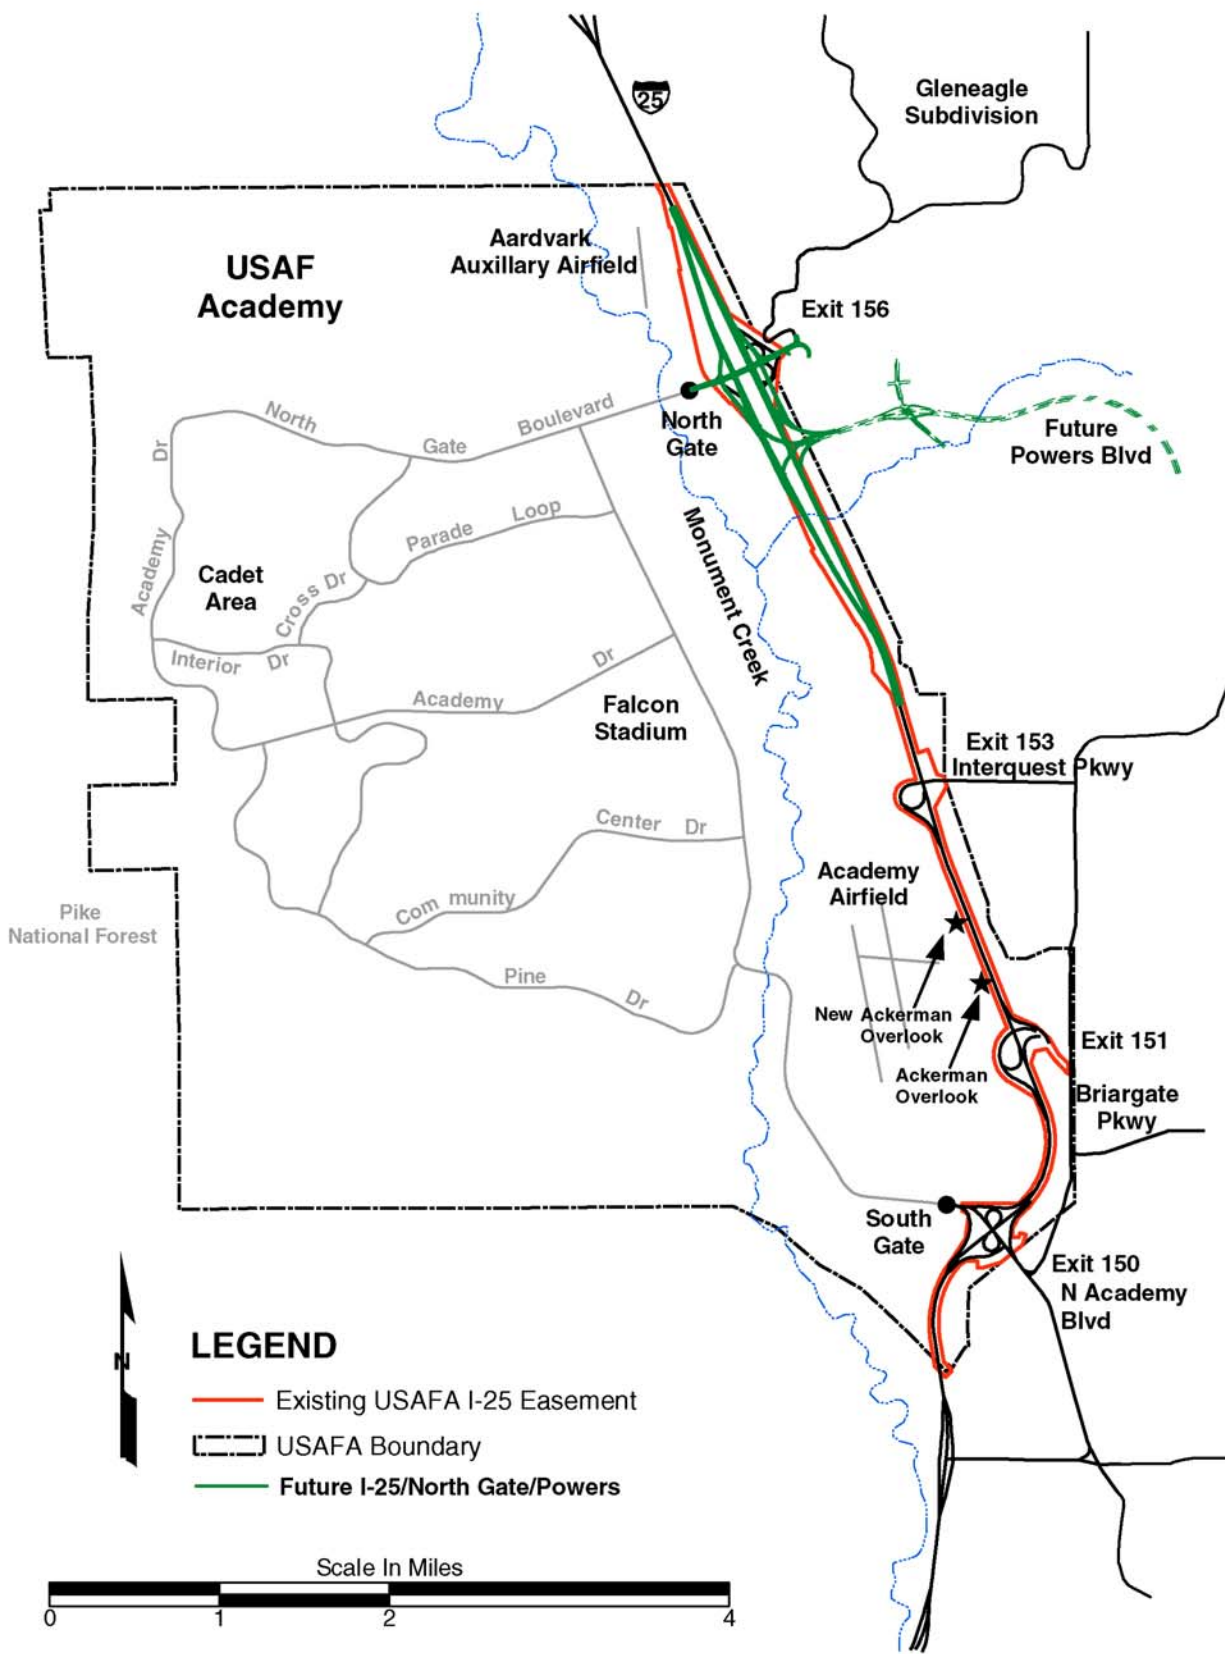 25
Gleneagle
Subdivision
Aardvark
Auxillary Airfield
USAF
Academy
Exit 156
North
Gate
Boulevard
North
Gate
Future
Powers Blvd
Dr
Academy
Parade Loop
Monument Creek
Cadet
Area
Cross Dr
Interior Dr
Academy Dr
Falcon
Stadium
Exit 153
Interquest Pkwy
Center Dr
Community
Academy
Airfield
Pike
National Forest
Pine Dr
New Ackerman
Overlook
Exit 151
Ackerman
Overlook
Briargate
Pkwy
South
Gate
Exit 150
N Academy
Blvd
N
LEGEND
Existing USAFA I-25 Easement
USAFA Boundary
Future I-25/North Gate/Powers
Scale In Miles
0 1 2 4